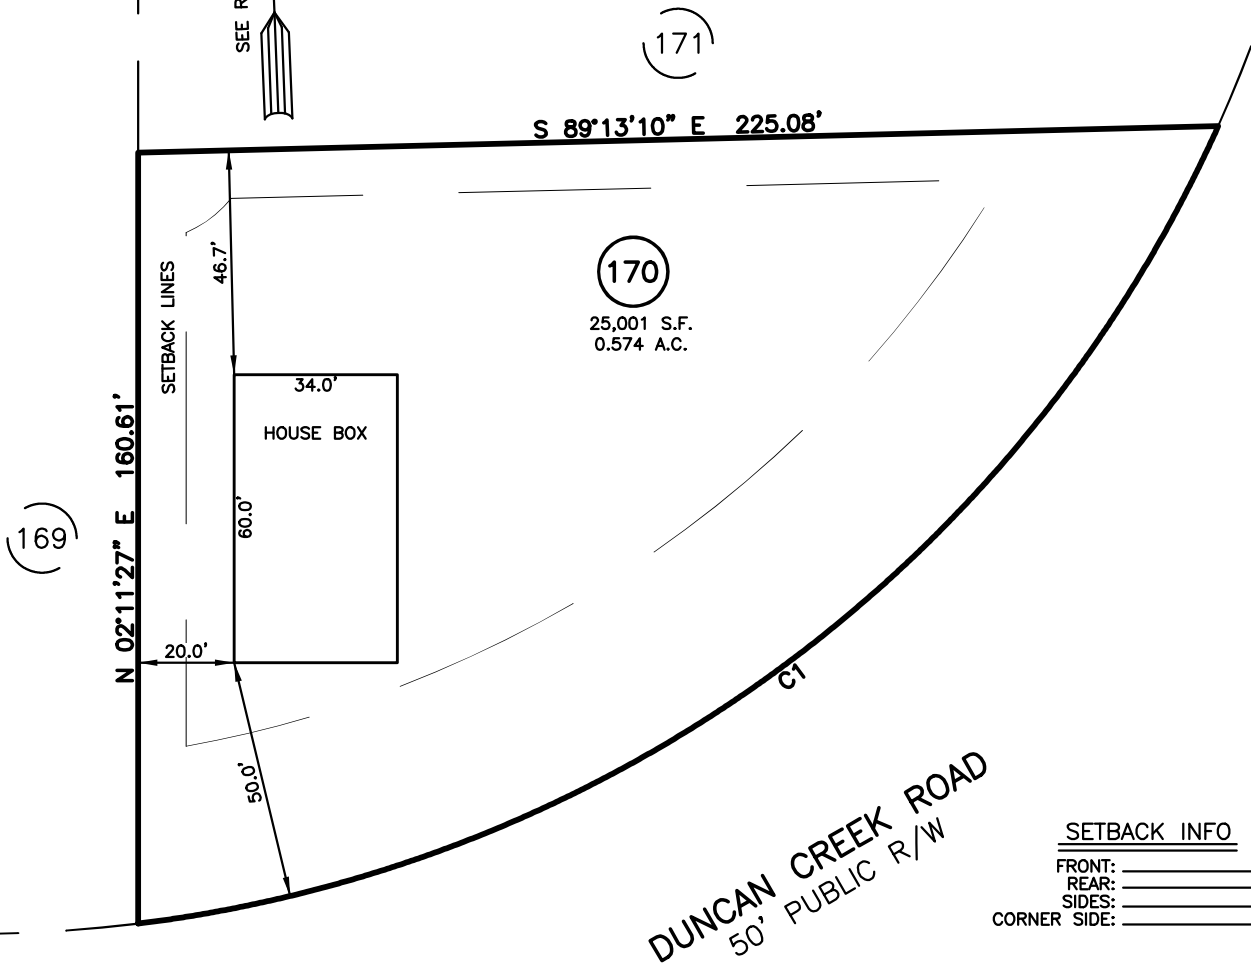 SEE R
171
S 89°13'10" E 225.08'
46.7'
SETBACK LINES
170
25,001 S.F.
0.574 A.C.
34.0'
HOUSE BOX
60.0'
N 02°11'27" E 160.61'
169
20.0'
50.0'
C1
DUNCAN CREEK ROAD
50' PUBLIC R/W
SETBACK INFO
FRONT:
REAR:
SIDES:
CORNER SIDE: